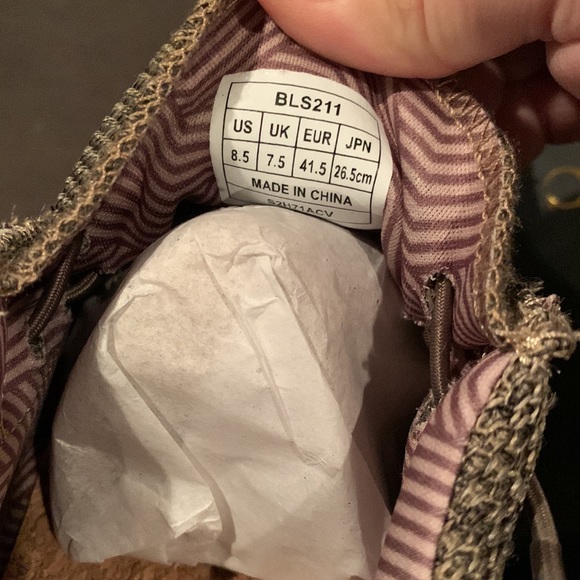 BLS211
US UK EUR JPN
8.5 7.5 41.5 26.5cm
MADE IN CHINA